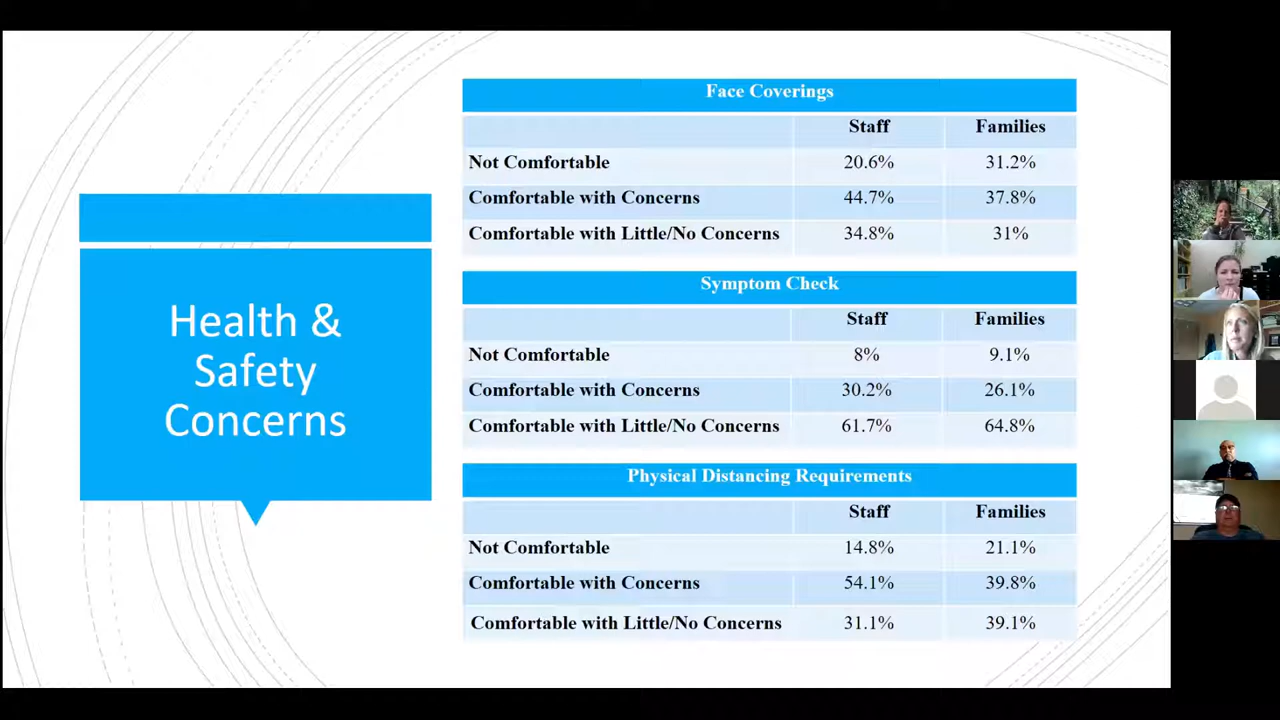 Health &
Safety
Concerns
Face Coverings
Staff Families
Not Comfortable 20.6% 31.2%
Comfortable with Concerns 44.7% 37.8%
Comfortable with Little/No Concerns 34.8% 31%
Symptom Check
Staff Families
Not Comfortable 8% 9.1%
Comfortable with Concerns 30.2% 26.1%
Comfortable with Little/No Concerns 61.7% 64.8%
Physical Distancing Requirements
Staff Families
Not Comfortable 14.8% 21.1%
Comfortable with Concerns 54.1% 39.8%
Comfortable with Little/No Concerns 31.1% 39.1%